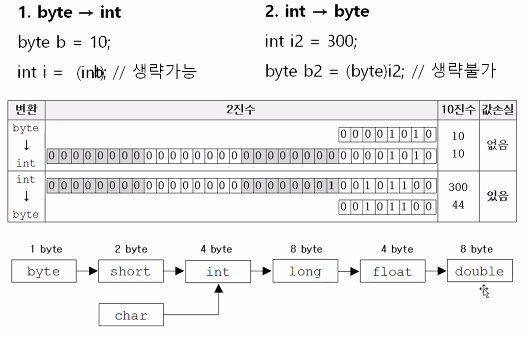 1. byte → int
byte b = 10;
int i = (int)b; // 생략가능
2. int → byte
int i2 = 300;
byte b2 = (byte)i2; // 생략불가
변환 2진수 10진수 값손실
byte
↓
int
0 0 0 0 1 0 1 0 10
0 0 0 0 0 0 0 0 0 0 0 0 0 0 0 0 0 0 0 0 0 0 0 0 0 0 0 0 1 0 1 0 10
없음
int
↓
byte
0 0 0 0 0 0 0 0 0 0 0 0 0 0 0 0 0 0 0 0 0 0 0 1 0 0 1 0 1 1 0 0 300
0 0 1 0 1 1 0 0 44
있음
1 byte 2 byte 4 byte 8 byte 4 byte 8 byte
byte short int long float double
char